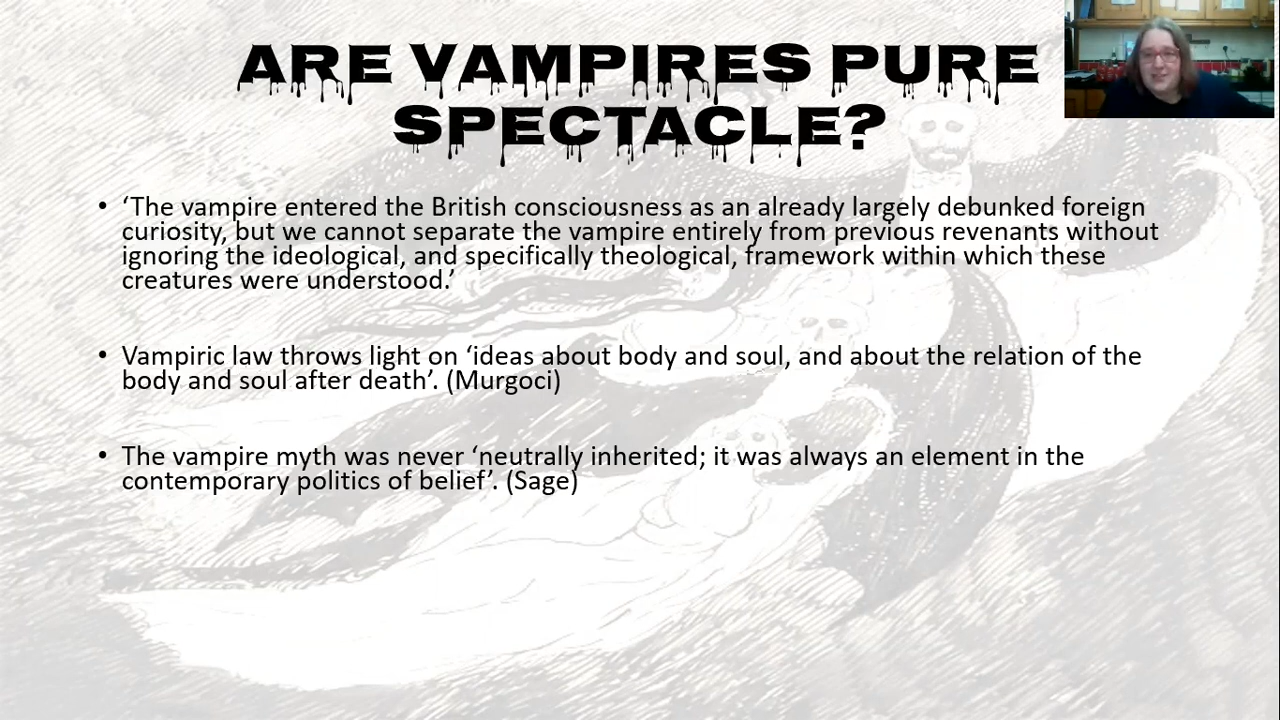 ARE VAMPIRES PURE
SPECTACLE?
• ‘The vampire entered the British consciousness as an already largely debunked foreign
curiosity, but we cannot separate the vampire entirely from previous revenants without
ignoring the ideological, and specifically theological, framework within which these
creatures were understood.’
• Vampiric law throws light on ‘ideas about body and soul, and about the relation of the
body and soul after death’. (Murgoci)
• The vampire myth was never ‘neutrally inherited; it was always an element in the
contemporary politics of belief’. (Sage)